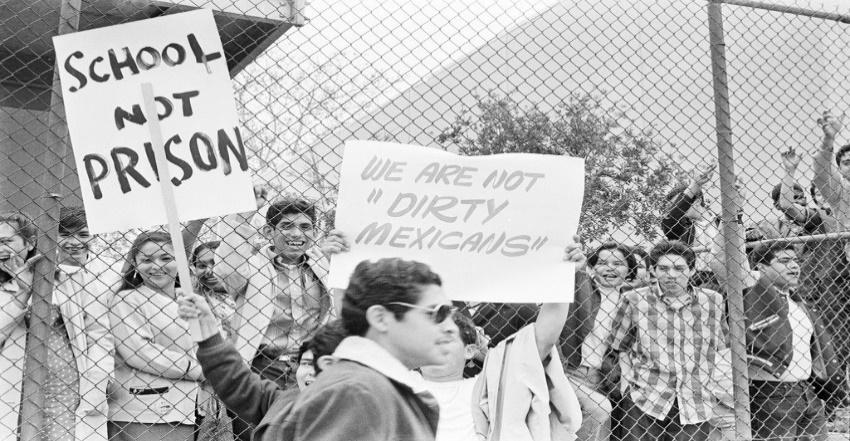 SCHOOL
NOT
PRISON
WE ARE NOT
"DIRTY
MEXICANS"